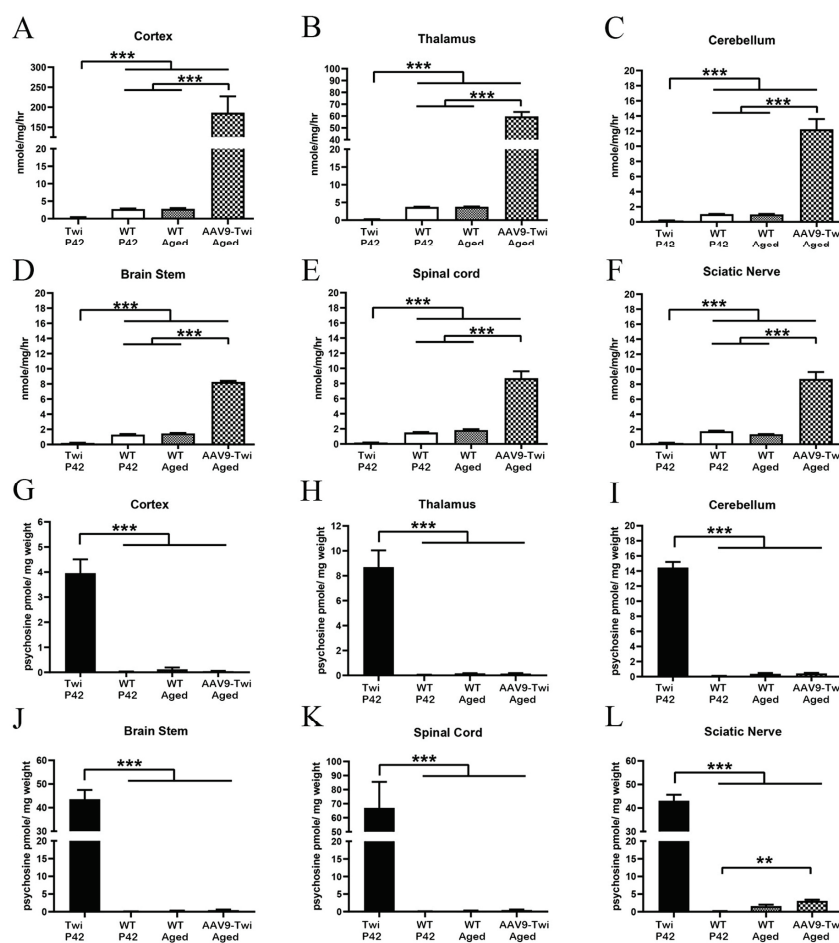 A
Cortex
***
***
nmole/mg/hr
300
250
200
150
100
20
15
10
5
0
Twi P42
WT P42
WT Aged
AAV9-Twi Aged
B
Thalamus
***
***
nmole/mg/hr
100
90
80
70
60
50
40
20
15
10
5
0
Twi P42
WT P42
WT Aged
AAV9-Twi Aged
C
Cerebellum
***
***
nmole/mg/hr
20
18
16
14
12
10
8
6
4
2
0
Twi P42
WT P42
WT Aged
AAV9-Twi Aged
D
Brain Stem
***
***
nmole/mg/hr
20
18
16
14
12
10
8
6
4
2
0
Twi P42
WT P42
WT Aged
AAV9-Twi Aged
E
Spinal cord
***
***
nmole/mg/hr
20
18
16
14
12
10
8
6
4
2
0
Twi P42
WT P42
WT Aged
AAV9-Twi Aged
F
Sciatic Nerve
***
***
nmole/mg/hr
20
18
16
14
12
10
8
6
4
2
0
Twi P42
WT P42
WT Aged
AAV9-Twi Aged
G
Cortex
***
psychosine pmole/ mg weight
6
5
4
3
2
1
0
Twi P42
WT P42
WT Aged
AAV9-Twi Aged
H
Thalamus
***
psychosine pmole/ mg weight
12
10
8
6
4
2
0
Twi P42
WT P42
WT Aged
AAV9-Twi Aged
I
Cerebellum
***
psychosine pmole/ mg weight
20
18
16
14
12
10
8
6
4
2
0
Twi P42
WT P42
WT Aged
AAV9-Twi Aged
J
Brain Stem
***
psychosine pmole/ mg weight
60
50
40
30
20
15
10
5
0
Twi P42
WT P42
WT Aged
AAV9-Twi Aged
K
Spinal Cord
***
psychosine pmole/ mg weight
100
90
80
70
60
50
20
15
10
5
0
Twi P42
WT P42
WT Aged
AAV9-Twi Aged
L
Sciatic Nerve
***
**
psychosine pmole/ mg weight
60
50
40
30
20
15
10
5
0
Twi P42
WT P42
WT Aged
AAV9-Twi Aged